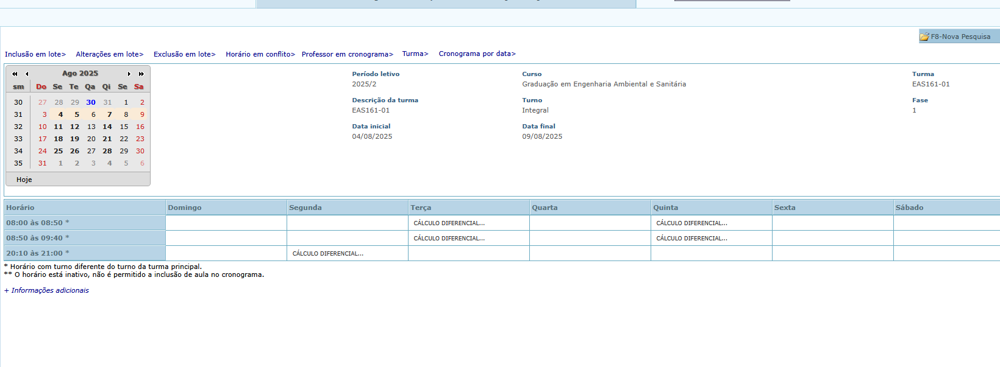 F8-Nova Pesquisa
Inclusão em lote> Alterações em lote> Exclusão em lote> Horário em conflito> Professor em cronograma> Turma> Cronograma por data>
Ago 2025
sm Do Se Te Qa Qi Se Sa
30 27 28 29 30 31 1 2
31 3 4 5 6 7 8 9
32 10 11 12 13 14 15 16
33 17 18 19 20 21 22 23
34 24 25 26 27 28 29 30
35 31 1 2 3 4 5 6
Hoje
Período letivo Curso Turma
2025/2 Graduação em Engenharia Ambiental e Sanitária EAS161-01
Descrição da turma Turno Fase
EAS161-01 Integral 1
Data inicial Data final
04/08/2025 09/08/2025
Horário Domingo Segunda Terça Quarta Quinta Sexta Sábado
08:00 às 08:50 * CÁLCULO DIFERENCIAL... CÁLCULO DIFERENCIAL...
08:50 às 09:40 * CÁLCULO DIFERENCIAL... CÁLCULO DIFERENCIAL...
20:10 às 21:00 * CÁLCULO DIFERENCIAL...
* Horário com turno diferente do turno da turma principal.
** O horário está inativo, não é permitido a inclusão de aula no cronograma.
+ Informações adicionais